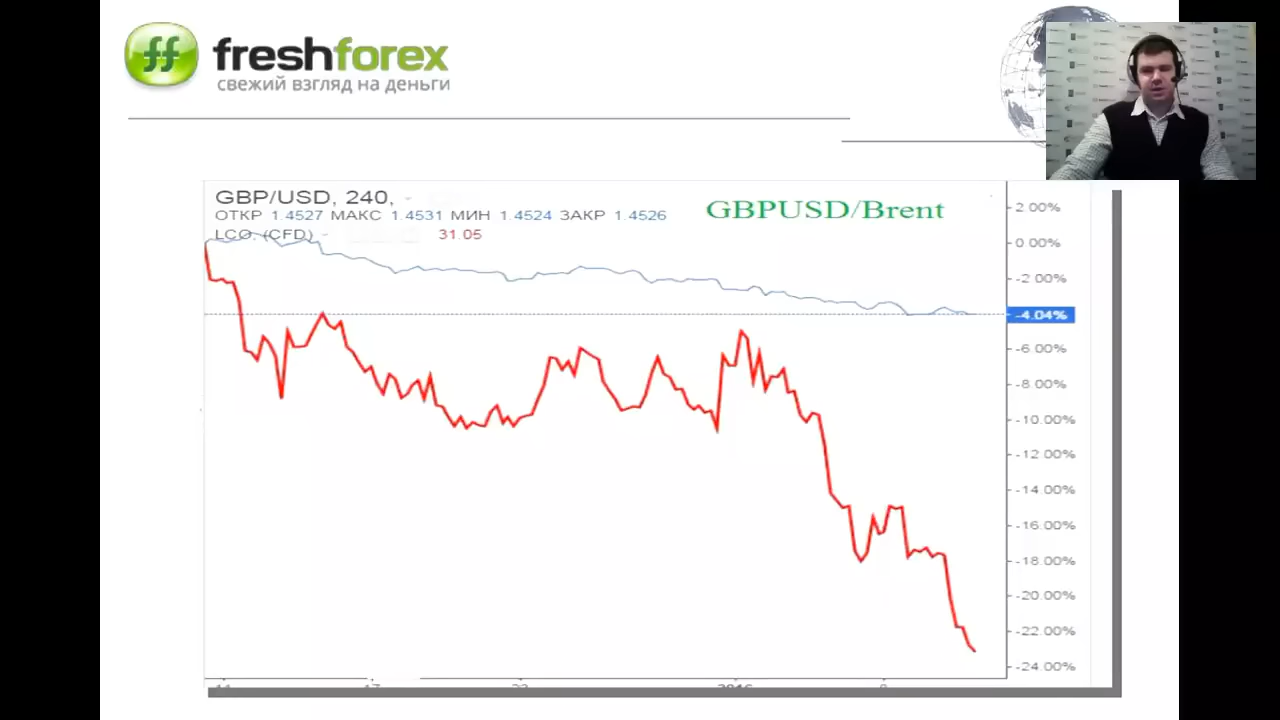 ff freshforex
свежий взгляд на деньги
GBP/USD, 240,
ОТКР 1.4527 МАКС 1.4531 МИН 1.4524 ЗАКР 1.4526
LCO, (CFD) 31.05
GBPUSD/Brent
2.00%
0.00%
-2.00%
-4.04%
-6.00%
-8.00%
-10.00%
-12.00%
-14.00%
-16.00%
-18.00%
-20.00%
-22.00%
-24.00%